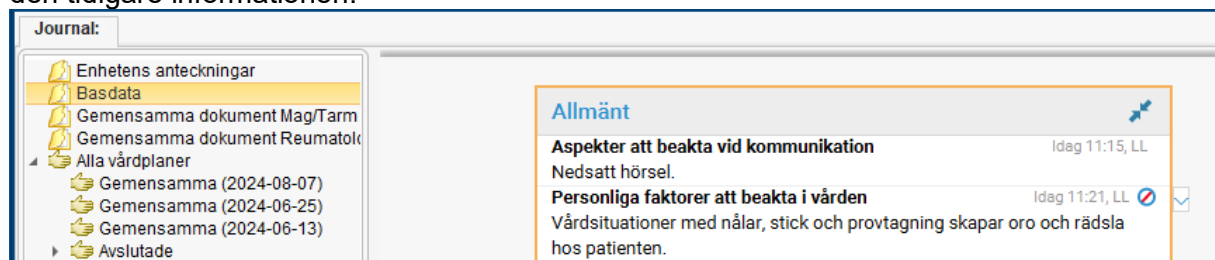 den tidigare informationen.
Journal:
Enhetens anteckningar
Basdata
Gemensamma dokument Mag/Tarm
Gemensamma dokument Reumatolo
Alla vårdplaner
Gemensamma (2024-08-07)
Gemensamma (2024-06-25)
Gemensamma (2024-06-13)
Avslutade
Allmänt
Aspekter att beakta vid kommunikation Idag 11:15, LL
Nedsatt hörsel.
Personliga faktorer att beakta i vården Idag 11:21, LL
Vårdsituationer med nålar, stick och provtagning skapar oro och rädsla
hos patienten.